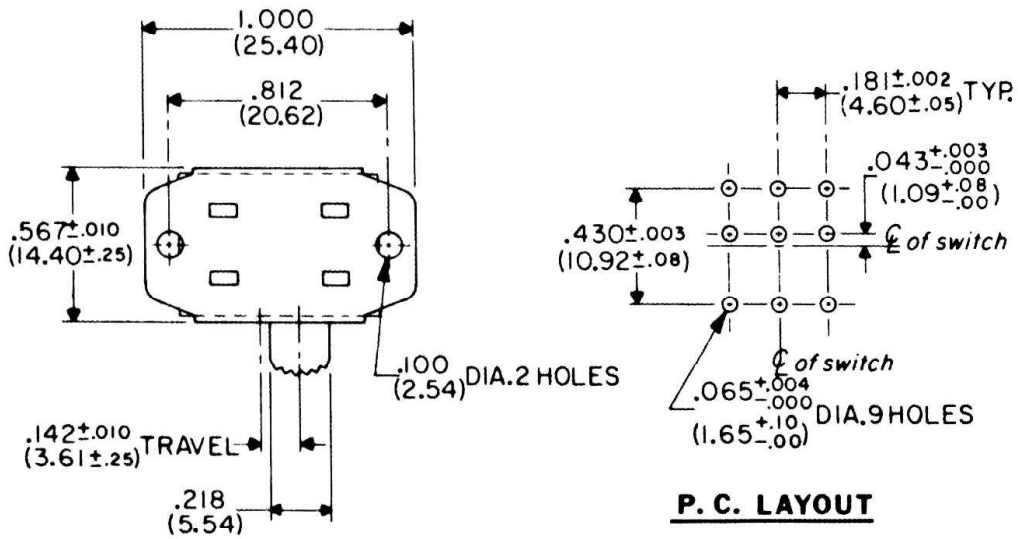 1.000
(25.40)
.812
(20.62)
.567±.010
(14.40±.25)
.100
(2.54) DIA. 2 HOLES
.142±.010
(3.61±.25) TRAVEL
.218
(5.54)
.181±.002
(4.60±.05) TYP.
.043+.003
-.000
(1.09+.08
-.00)
℄ of switch
.430±.003
(10.92±.08)
℄ of switch
.065+.004
-.000
(1.65+.10
-.00) DIA. 9 HOLES
P. C. LAYOUT